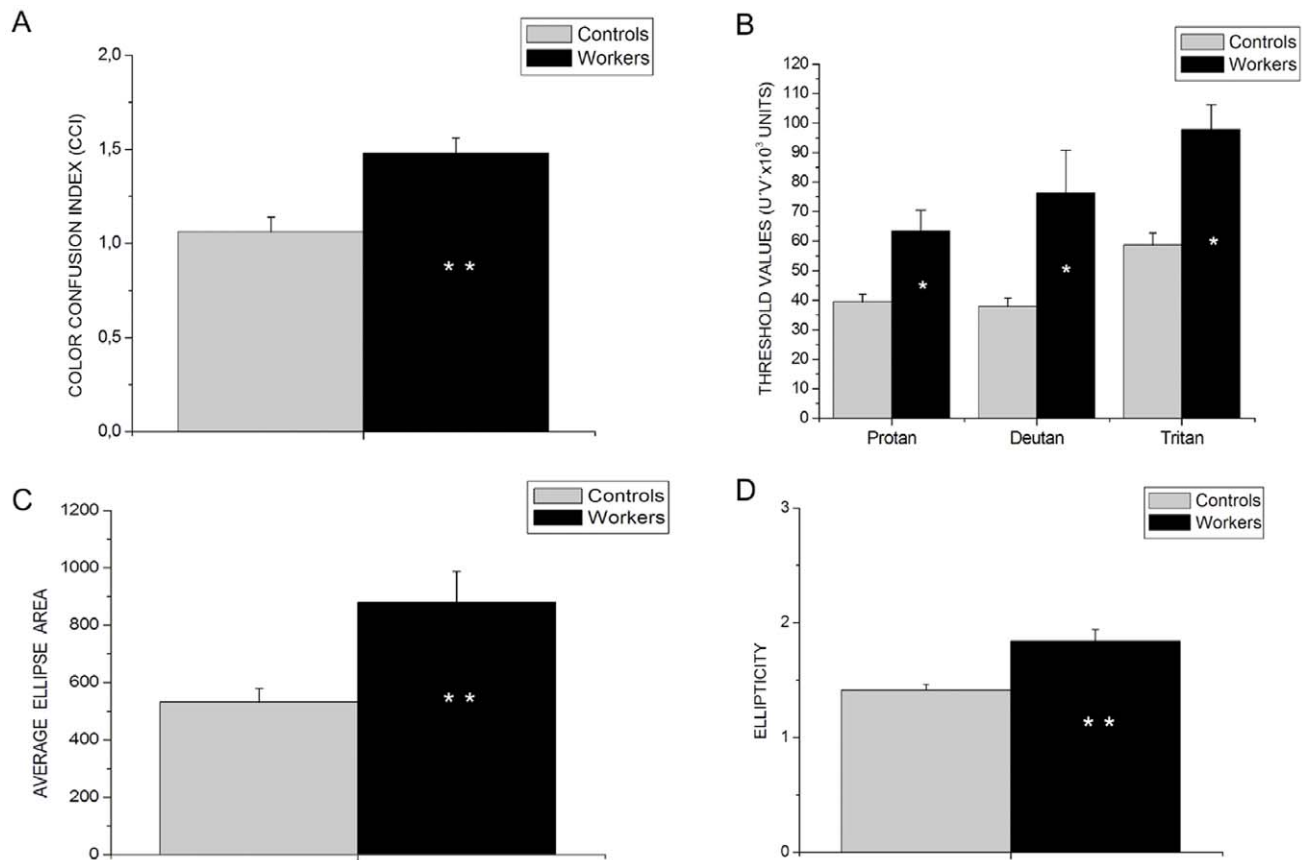 A
Controls
Workers
COLOR CONFUSION INDEX (CCI)
2,0
1,5
1,0
0,5
0,0
* *
B
Controls
Workers
THRESHOLD VALUES (U´V´x10³ UNITS)
120
110
100
90
80
70
60
50
40
30
20
10
0
*
*
*
Protan
Deutan
Tritan
C
Controls
Workers
AVERAGE ELLIPSE AREA
1200
1000
800
600
400
200
0
* *
D
Controls
Workers
ELLIPTICITY
3
2
1
0
* *